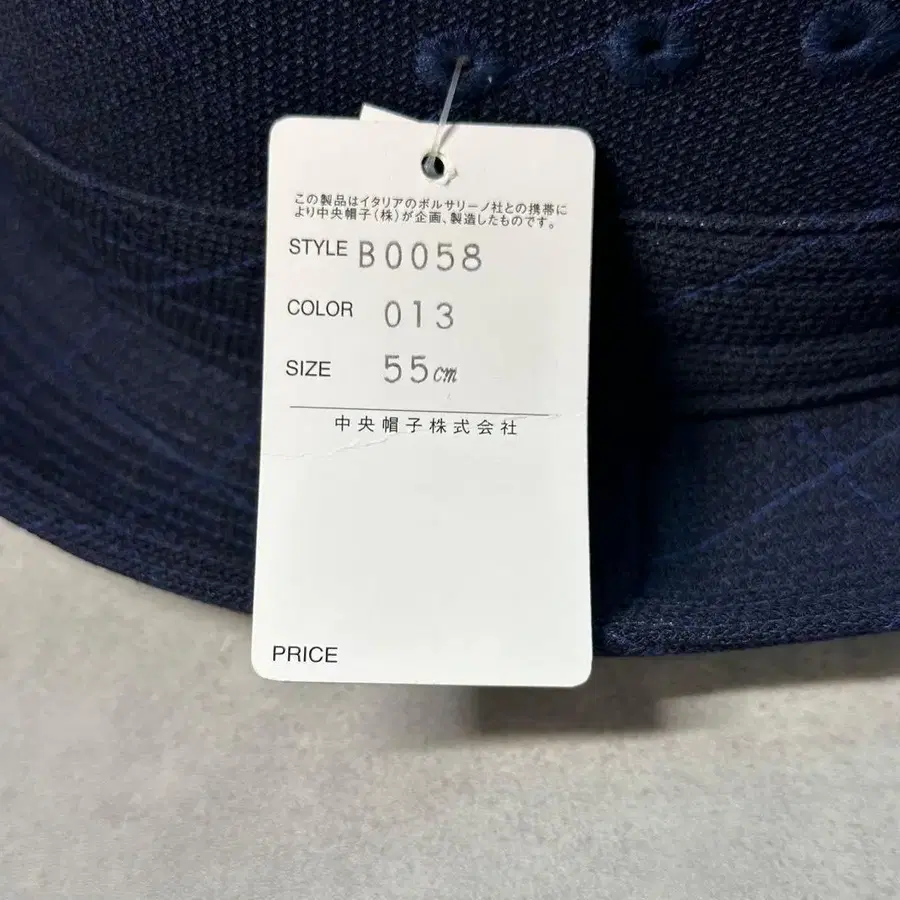 この製品はイタリアのボルサリーノ社との携帯に
より中央帽子(株)が企画、製造したものです。
STYLE B0058
COLOR 013
SIZE 55cm
中央帽子株式会社
PRICE